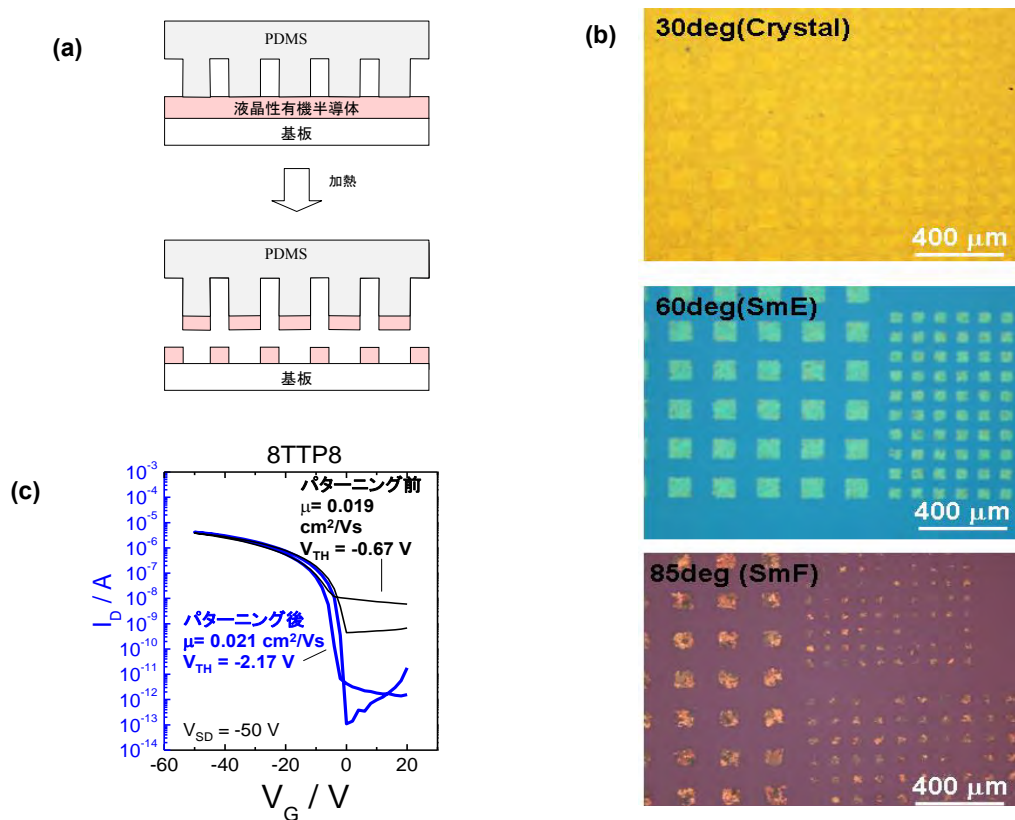 (a)
PDMS
液晶性有機半導体
基板
加熱
PDMS
基板
(b)
30deg(Crystal)
400 μm
60deg(SmE)
400 μm
85deg (SmF)
400 μm
(c)
8TTP8
10-3
10-4
10-5
10-6
10-7
10-8
10-9
10-10
10-11
10-12
10-13
10-14
I_D / A
パターニング前
μ= 0.019
cm2/Vs
V_TH = -0.67 V
パターニング後
μ= 0.021 cm2/Vs
V_TH = -2.17 V
V_SD = -50 V
-60 -40 -20 0 20
V_G / V